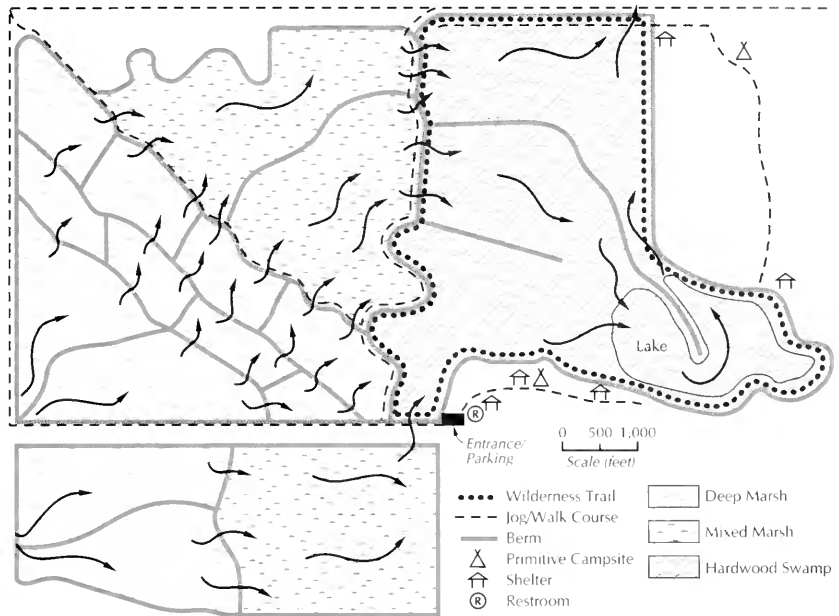 Lake
R
Entrance/
Parking
0 500 1,000
Scale (feet)
Wilderness Trail
Jog/Walk Course
Berm
Primitive Campsite
Shelter
R Restroom
Deep Marsh
Mixed Marsh
Hardwood Swamp